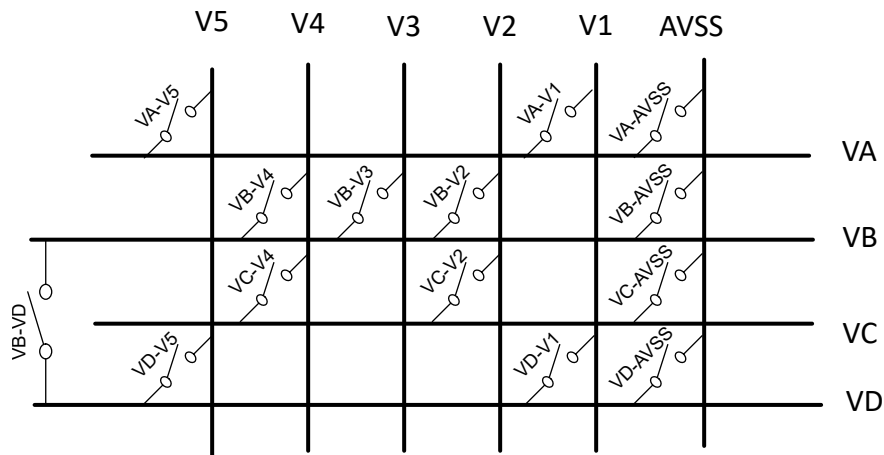 V5 V4 V3 V2 V1 AVSS
VA-V5 VA-V1 VA-AVSS
VA
VB-V4 VB-V3 VB-V2 VB-AVSS
VB
VC-V4 VC-V2 VC-AVSS
VC
VB-VD
VD-V5 VD-V1 VD-AVSS
VD